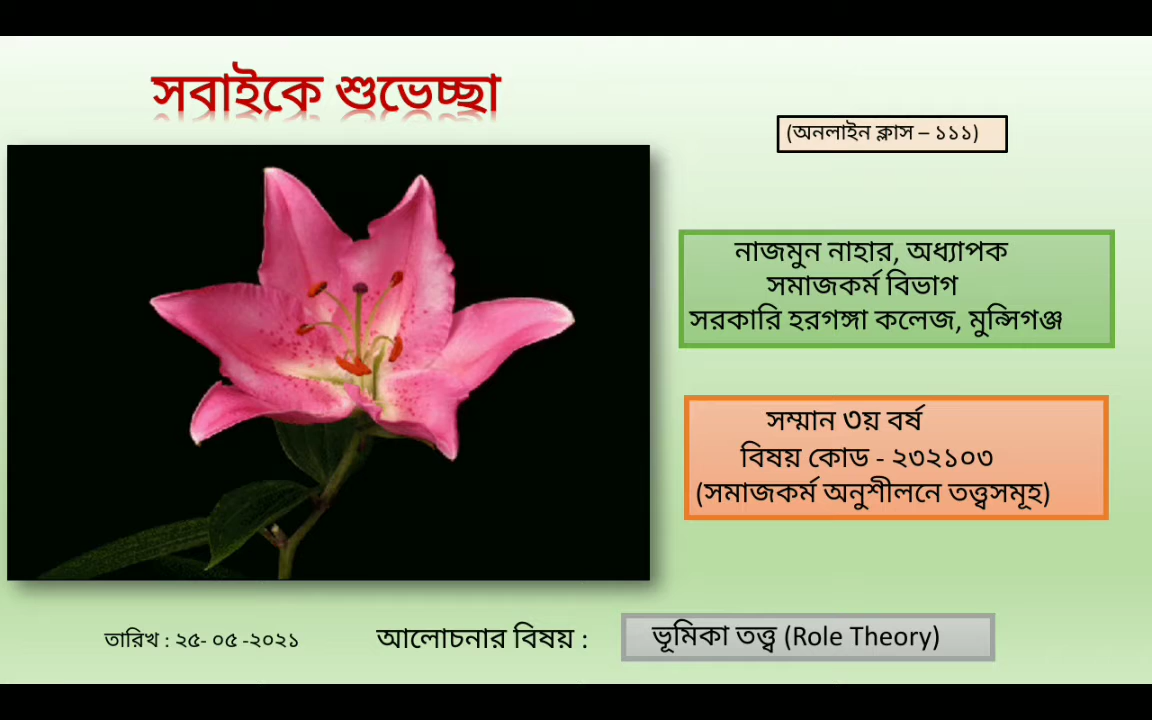 সবাইকে শুভেচ্ছা
(অনলাইন ক্লাস – ১১১)
নাজমুন নাহার, অধ্যাপক
সমাজকর্ম বিভাগ
সরকারি হরগঙ্গা কলেজ, মুন্সিগঞ্জ
সম্মান ৩য় বর্ষ
বিষয় কোড - ২৩২১০৩
(সমাজকর্ম অনুশীলনে তত্ত্বসমূহ)
তারিখ : ২৫- ০৫ -২০২১
আলোচনার বিষয় :
ভূমিকা তত্ত্ব (Role Theory)